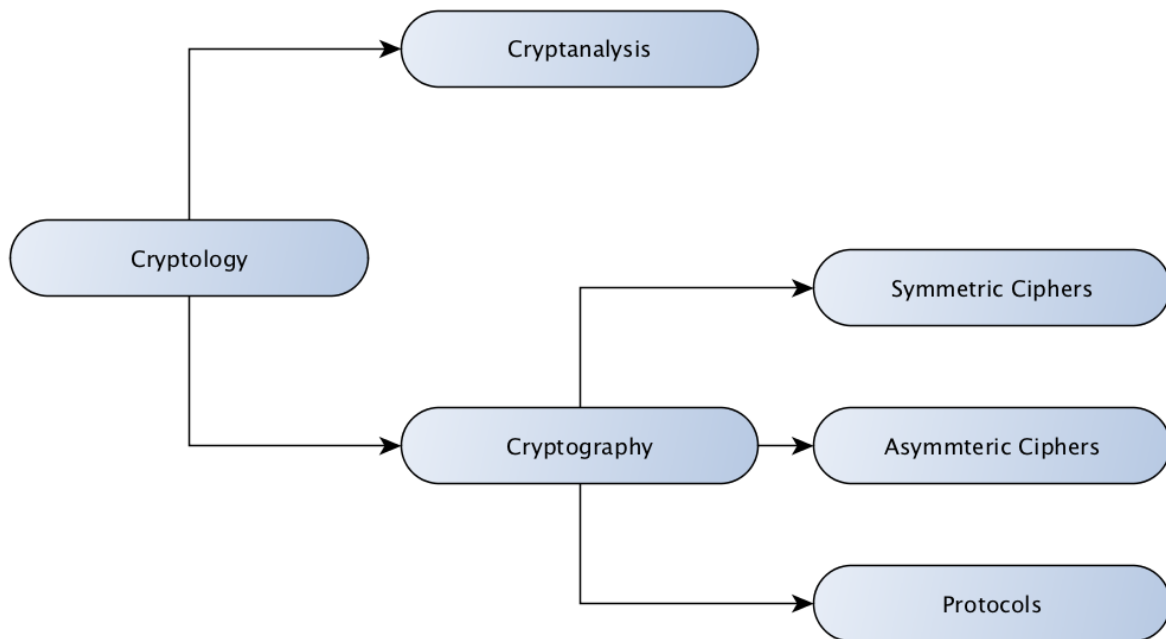 Cryptanalysis
Cryptology
Symmetric Ciphers
Cryptography
Asymmteric Ciphers
Protocols